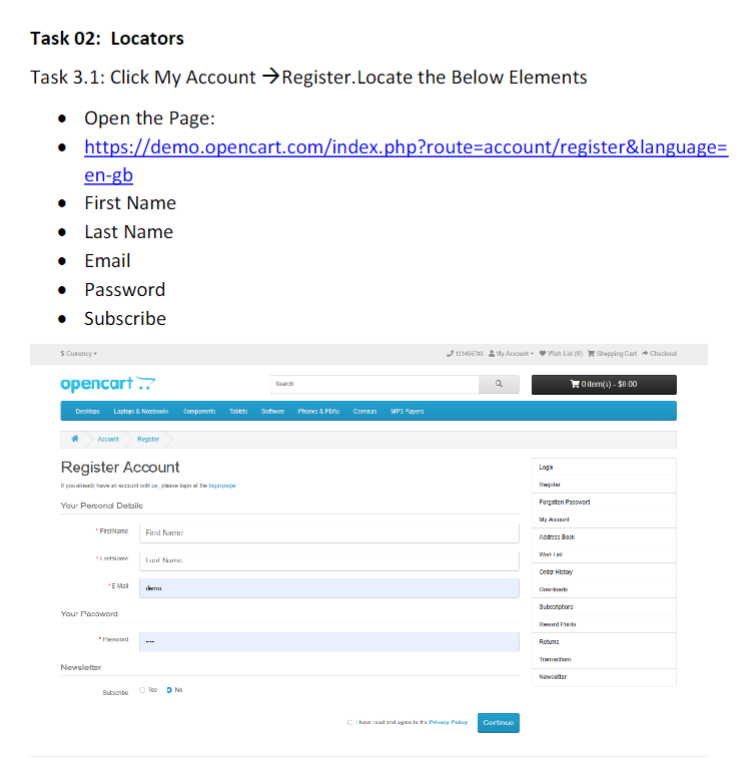 Task 02:  Locators
Task 3.1: Click My Account →Register.Locate the Below Elements
• Open the Page:
• https://demo.opencart.com/index.php?route=account/register&language=
en-gb
• First Name
• Last Name
• Email
• Password
• Subscribe
$ Currency
123456789 My Account Wish List (0) Shopping Cart Checkout
opencart
Search
0 item(s) - $0.00
Desktops Laptops & Notebooks Components Tablets Software Phones & PDAs Cameras MP3 Players
Account Register
Register Account
If you already have an account with us, please login at the login page.
Your Personal Details
* First Name First Name
* Last Name Last Name
* E-Mail demo
Your Password
* Password ····
Newsletter
Subscribe Yes No
I have read and agree to the Privacy Policy Continue
Login
Register
Forgotten Password
My Account
Address Book
Wish List
Order History
Downloads
Subscriptions
Reward Points
Returns
Transactions
Newsletter